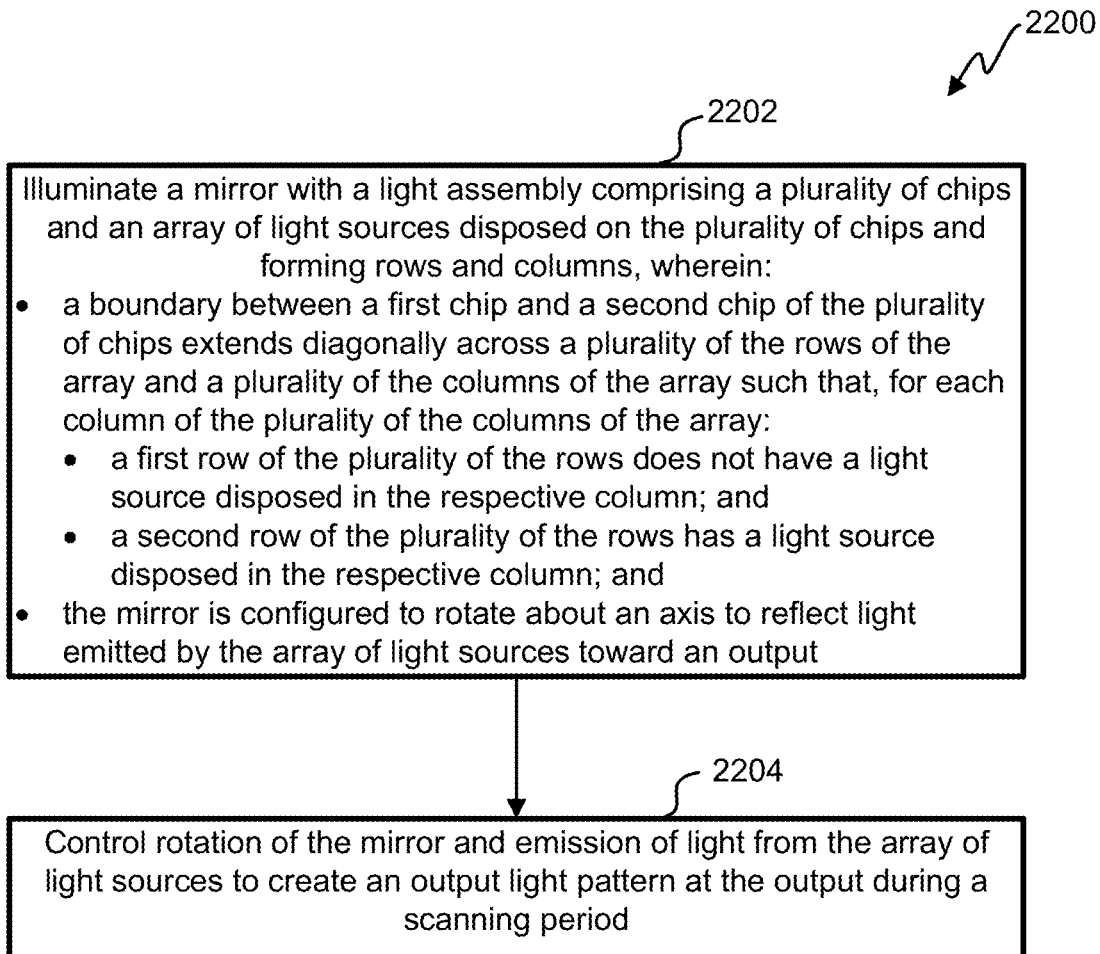 2200
2202
Illuminate a mirror with a light assembly comprising a plurality of chips
and an array of light sources disposed on the plurality of chips and
forming rows and columns, wherein:
• a boundary between a first chip and a second chip of the plurality
of chips extends diagonally across a plurality of the rows of the
array and a plurality of the columns of the array such that, for each
column of the plurality of the columns of the array:
• a first row of the plurality of the rows does not have a light
source disposed in the respective column; and
• a second row of the plurality of the rows has a light source
disposed in the respective column; and
• the mirror is configured to rotate about an axis to reflect light
emitted by the array of light sources toward an output
2204
Control rotation of the mirror and emission of light from the array of
light sources to create an output light pattern at the output during a
scanning period